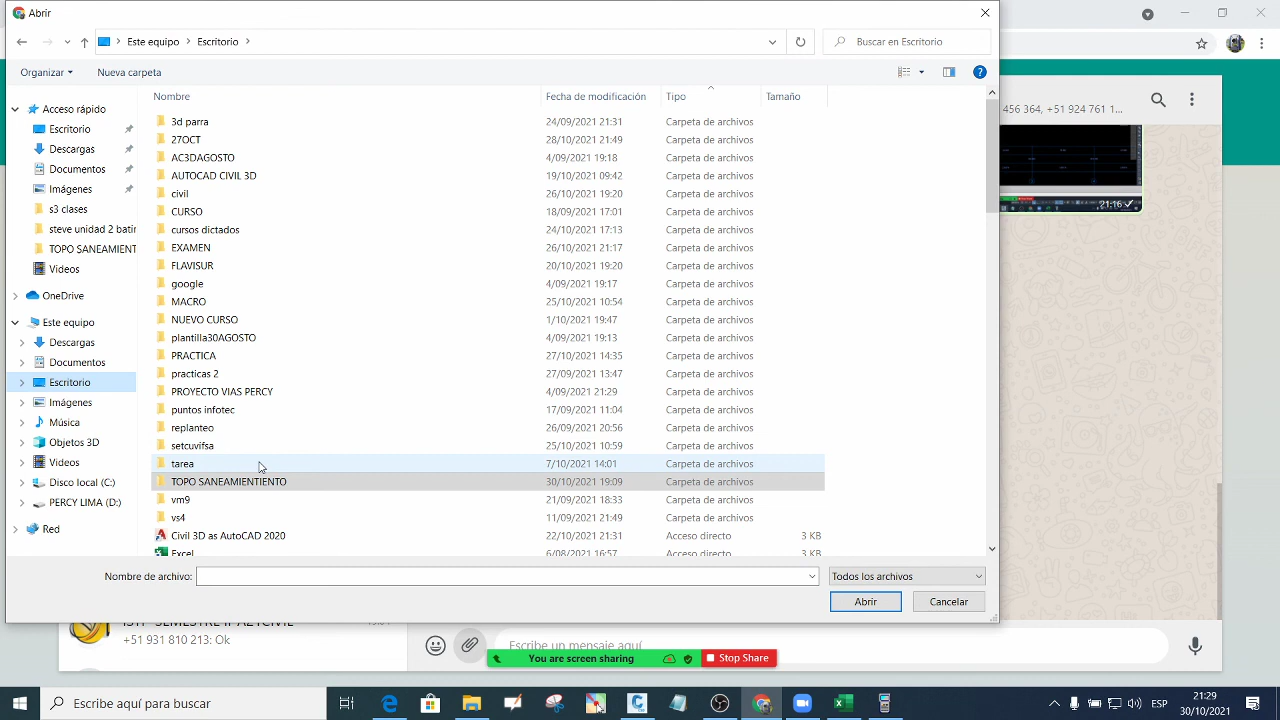 Abrir
Este equipo > Escritorio >
Buscar en Escritorio
Organizar
Nueva carpeta
Nombre
Fecha de modificación
Tipo
Tamaño
Acceso rápido
Escritorio
Descargas
Documentos
Imágenes
s3 clases
steve unisad 2 batir
TOPO SANEAMIENT
Vídeos
OneDrive
Este equipo
Descargas
Documentos
Escritorio
Imágenes
Música
Objetos 3D
Videos
Disco local (C:)
PERCY LIMA (D:)
Red
3d parra 24/09/2021 21:31 Carpeta de archivos
27OCT 28/10/2021 21:49 Carpeta de archivos
AC3DAGOSTO 4/09/2021 19:18 Carpeta de archivos
AUTOCAD CIVIL 3D 19/10/2021 09:42 Carpeta de archivos
civil 26/10/2021 19:20 Carpeta de archivos
CURSO 18/09/2021 17:01 Carpeta de archivos
cursos dictados 24/10/2021 17:13 Carpeta de archivos
EXAMEN 26/10/2021 21:17 Carpeta de archivos
FLAVISUR 20/10/2021 19:20 Carpeta de archivos
google 4/09/2021 19:17 Carpeta de archivos
MACRO 25/10/2021 10:54 Carpeta de archivos
NUEVO CURSO 1/10/2021 19:47 Carpeta de archivos
plantilla30AGOSTO 4/09/2021 19:13 Carpeta de archivos
PRACTICA 27/10/2021 14:35 Carpeta de archivos
practicas 2 27/09/2021 13:47 Carpeta de archivos
PROYECTO VIAS PERCY 4/09/2021 21:29 Carpeta de archivos
puntos infotec 17/09/2021 11:04 Carpeta de archivos
replanteo 26/09/2021 20:56 Carpeta de archivos
setcuvifsa 25/10/2021 10:59 Carpeta de archivos
tarea 7/10/2021 14:01 Carpeta de archivos
TOPO SANEAMIENTIENTO 30/10/2021 19:09 Carpeta de archivos
vm9 21/09/2021 18:33 Carpeta de archivos
vs4 11/09/2021 21:49 Carpeta de archivos
Civil 3D as AutoCAD 2020 22/10/2021 21:31 Acceso directo 3 KB
Excel 6/08/2021 16:57 Acceso directo 3 KB
Nombre de archivo:
Todos los archivos
Abrir
Cancelar
456 364, +51 924 761 1...
21:16
+51 931 810 213: Ok
Escribe un mensaje aquí
You are screen sharing
Stop Share
Escribe aquí para buscar
ESP
21:29
30/10/2021